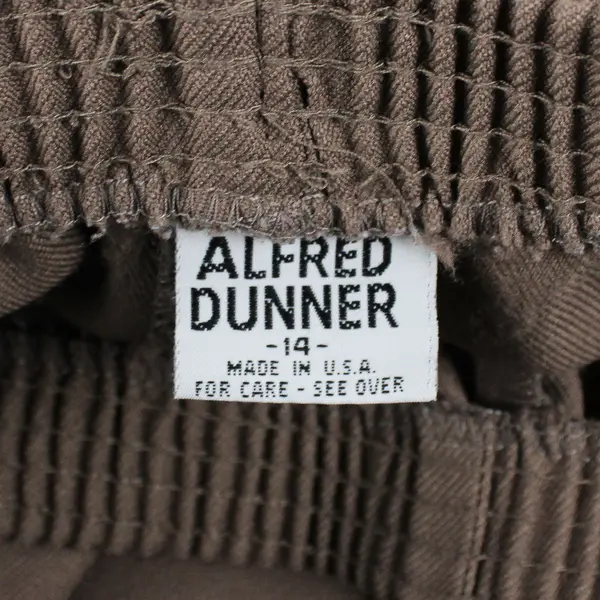 ALFRED
DUNNER
-14-
MADE IN U.S.A.
FOR CARE - SEE OVER